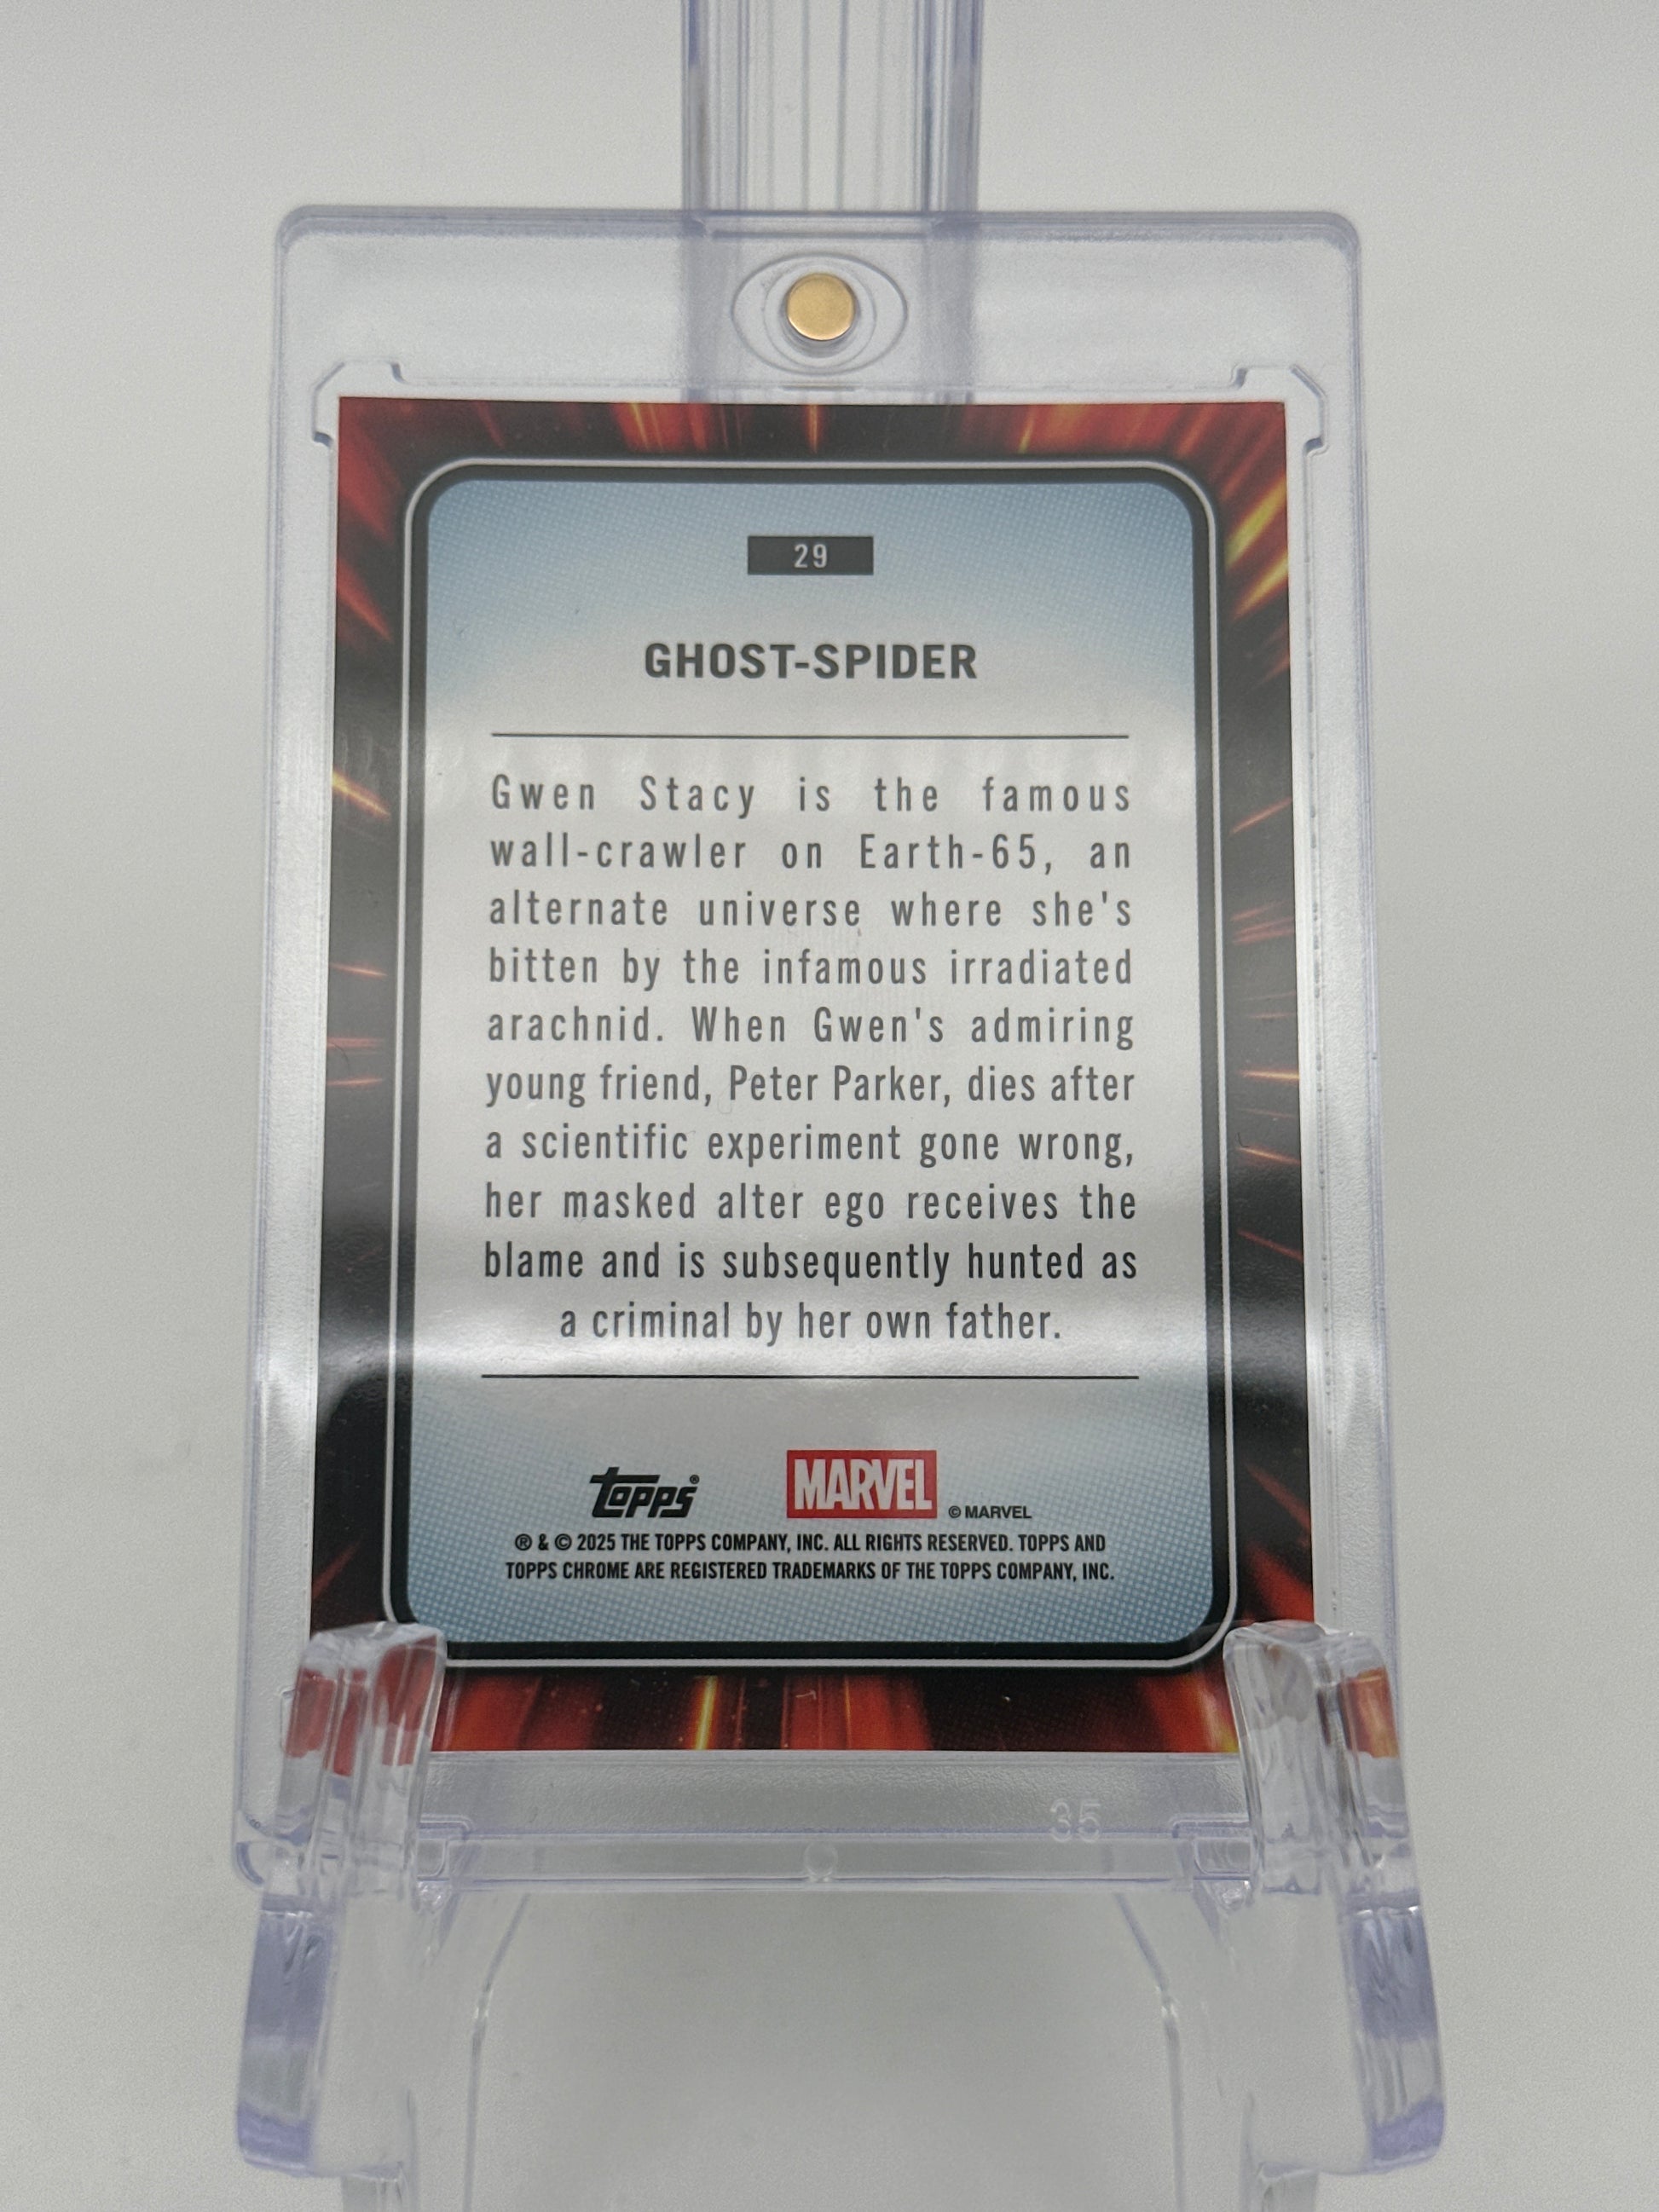 29
GHOST-SPIDER
Gwen Stacy is the famous
wall-crawler on Earth-65, an
alternate universe where she's
bitten by the infamous irradiated
arachnid. When Gwen's admiring
young friend, Peter Parker, dies after
a scientific experiment gone wrong,
her masked alter ego receives the
blame and is subsequently hunted as
a criminal by her own father.
Topps® MARVEL © MARVEL
® & © 2025 THE TOPPS COMPANY, INC. ALL RIGHTS RESERVED. TOPPS AND
TOPPS CHROME ARE REGISTERED TRADEMARKS OF THE TOPPS COMPANY, INC.
35